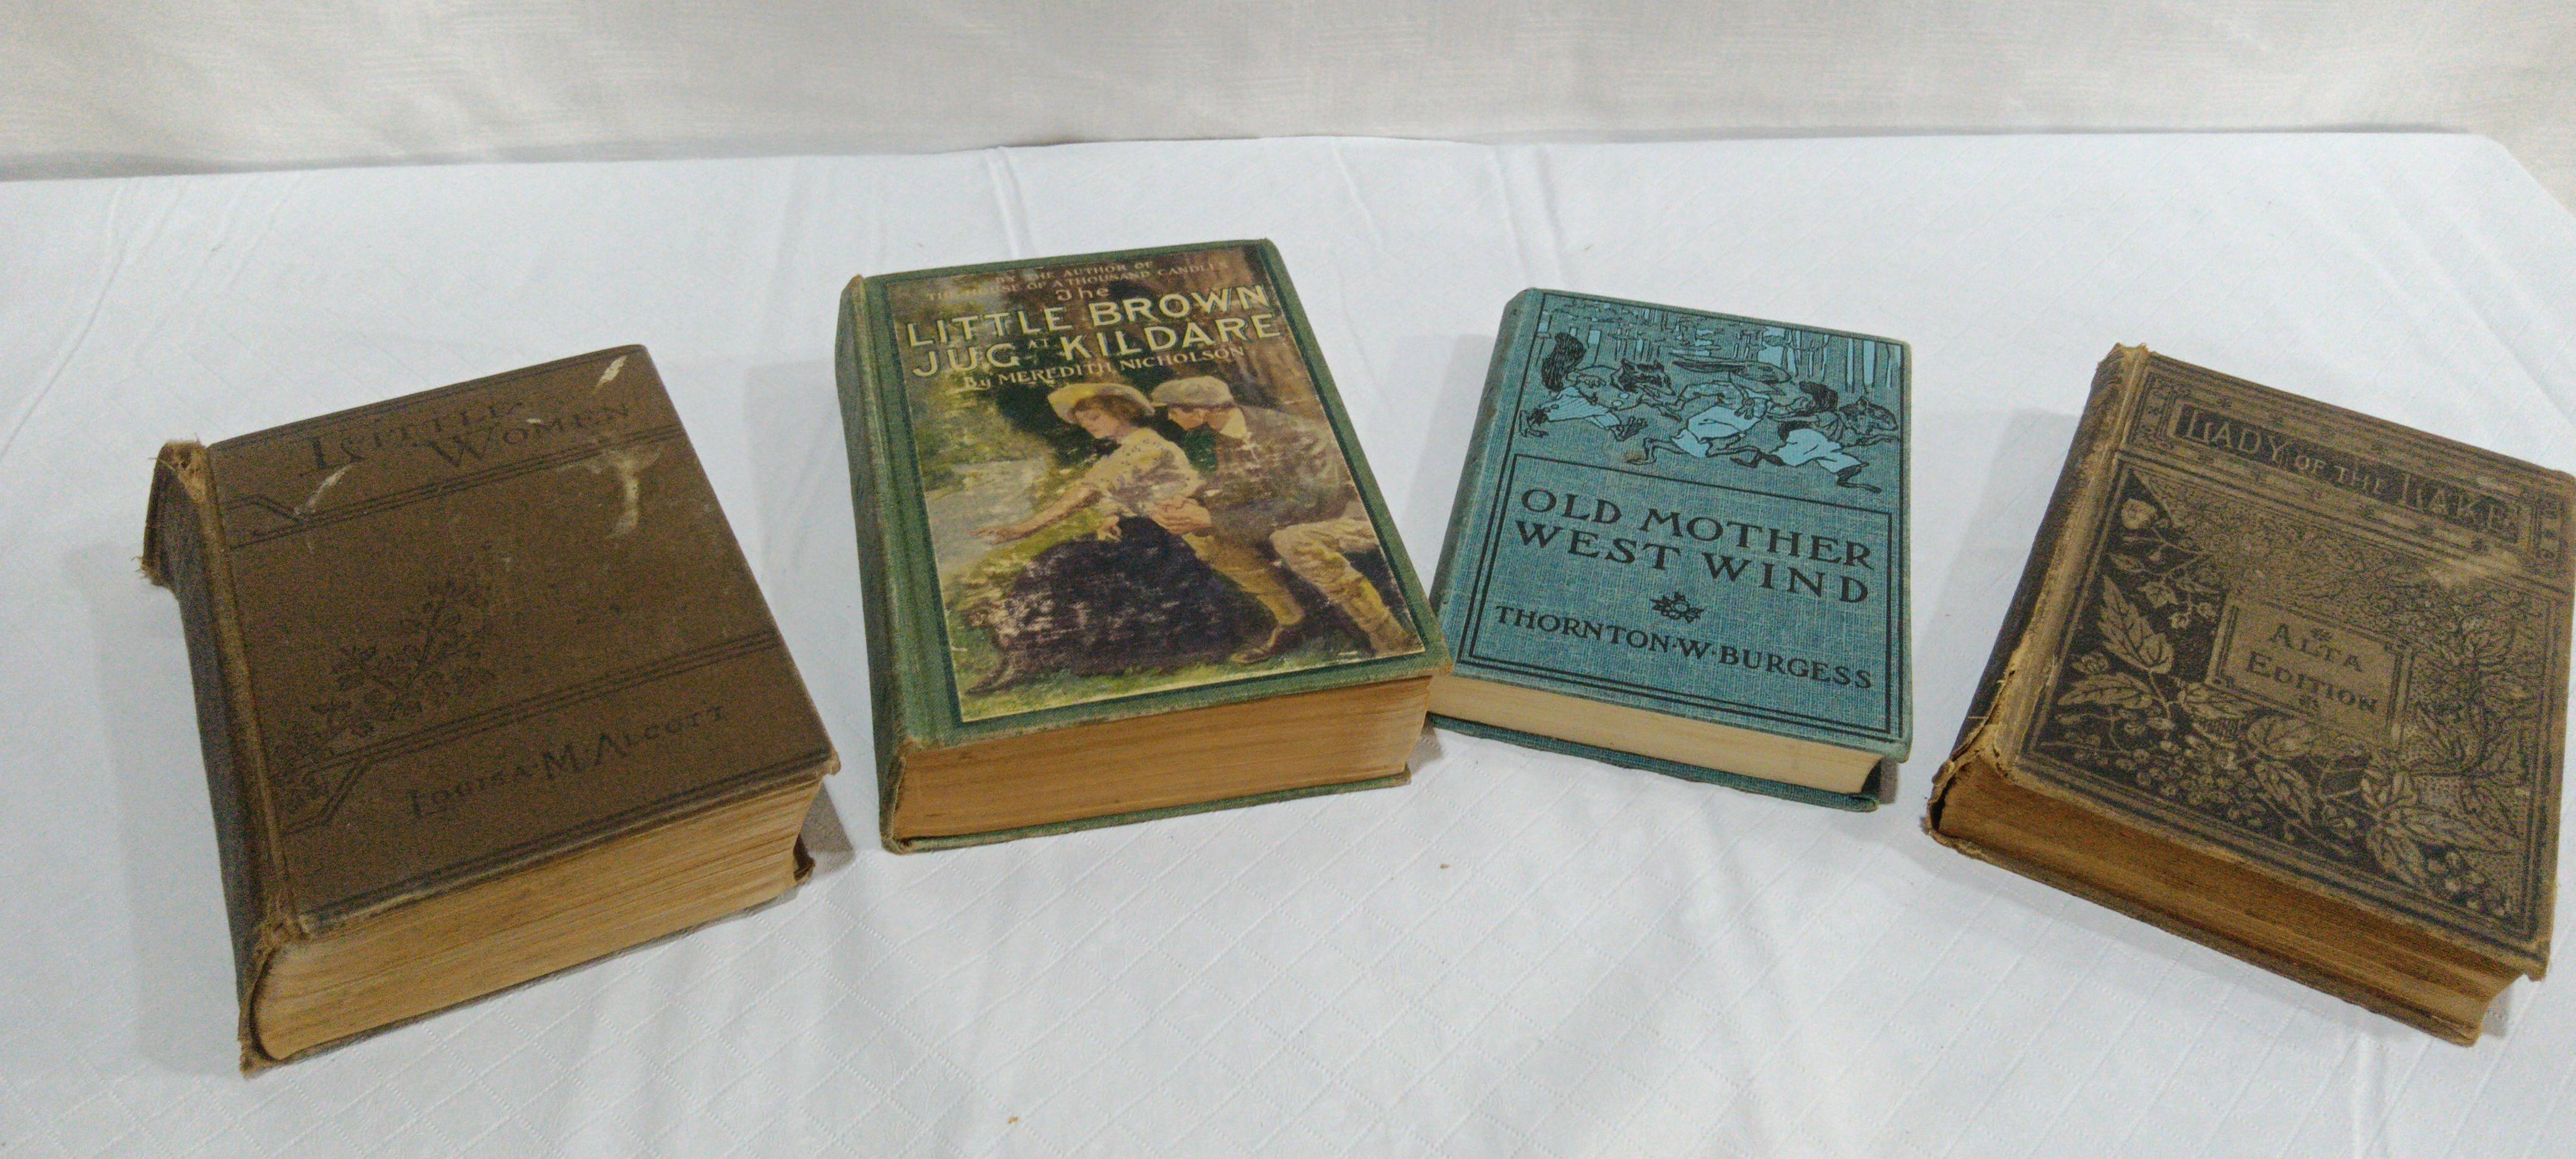 LITTLE
WOMEN
LOUISA M. ALCOTT
BY THE AUTHOR OF
THE HOUSE OF A THOUSAND CANDLES
The
LITTLE BROWN
JUG AT KILDARE
By MEREDITH NICHOLSON
OLD MOTHER
WEST WIND
THORNTON·W·BURGESS
LADY OF THE LAKE
ALTA
EDITION